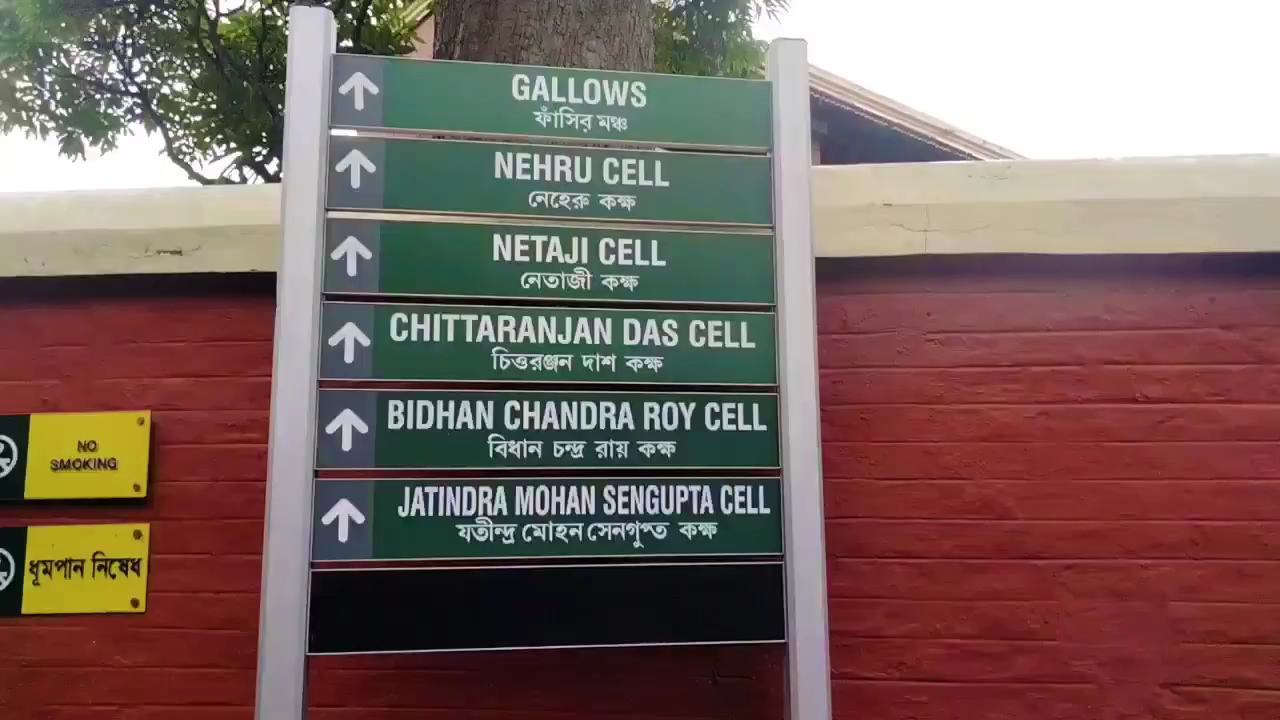 GALLOWS
ফাঁসির মঞ্চ
NEHRU CELL
নেহেরু কক্ষ
NETAJI CELL
নেতাজী কক্ষ
CHITTARANJAN DAS CELL
চিত্তরঞ্জন দাশ কক্ষ
BIDHAN CHANDRA ROY CELL
বিধান চন্দ্র রায় কক্ষ
JATINDRA MOHAN SENGUPTA CELL
যতীন্দ্র মোহন সেনগুপ্ত কক্ষ
NO
SMOKING
ধূমপান নিষেধ